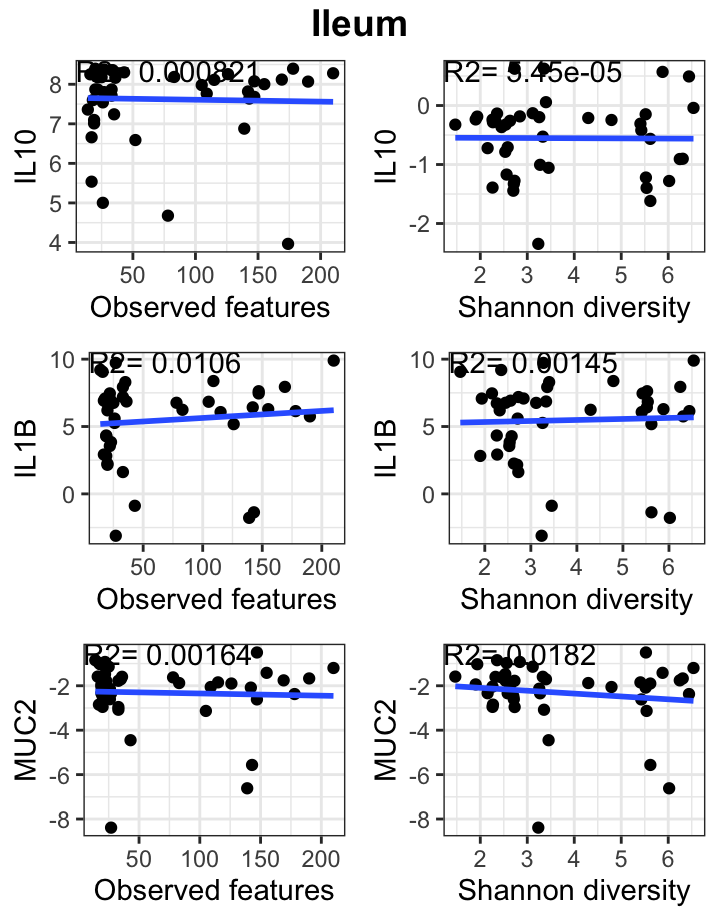 Ileum
R2= 0.000821
IL10
8
7
6
5
4
50 100 150 200
Observed features
R2= 9.45e-05
IL10
0
-1
-2
2 3 4 5 6
Shannon diversity
R2= 0.0106
IL1B
10
5
0
50 100 150 200
Observed features
R2= 0.00145
IL1B
10
5
0
2 3 4 5 6
Shannon diversity
R2= 0.00164
MUC2
-2
-4
-6
-8
50 100 150 200
Observed features
R2= 0.0182
MUC2
-2
-4
-6
-8
2 3 4 5 6
Shannon diversity